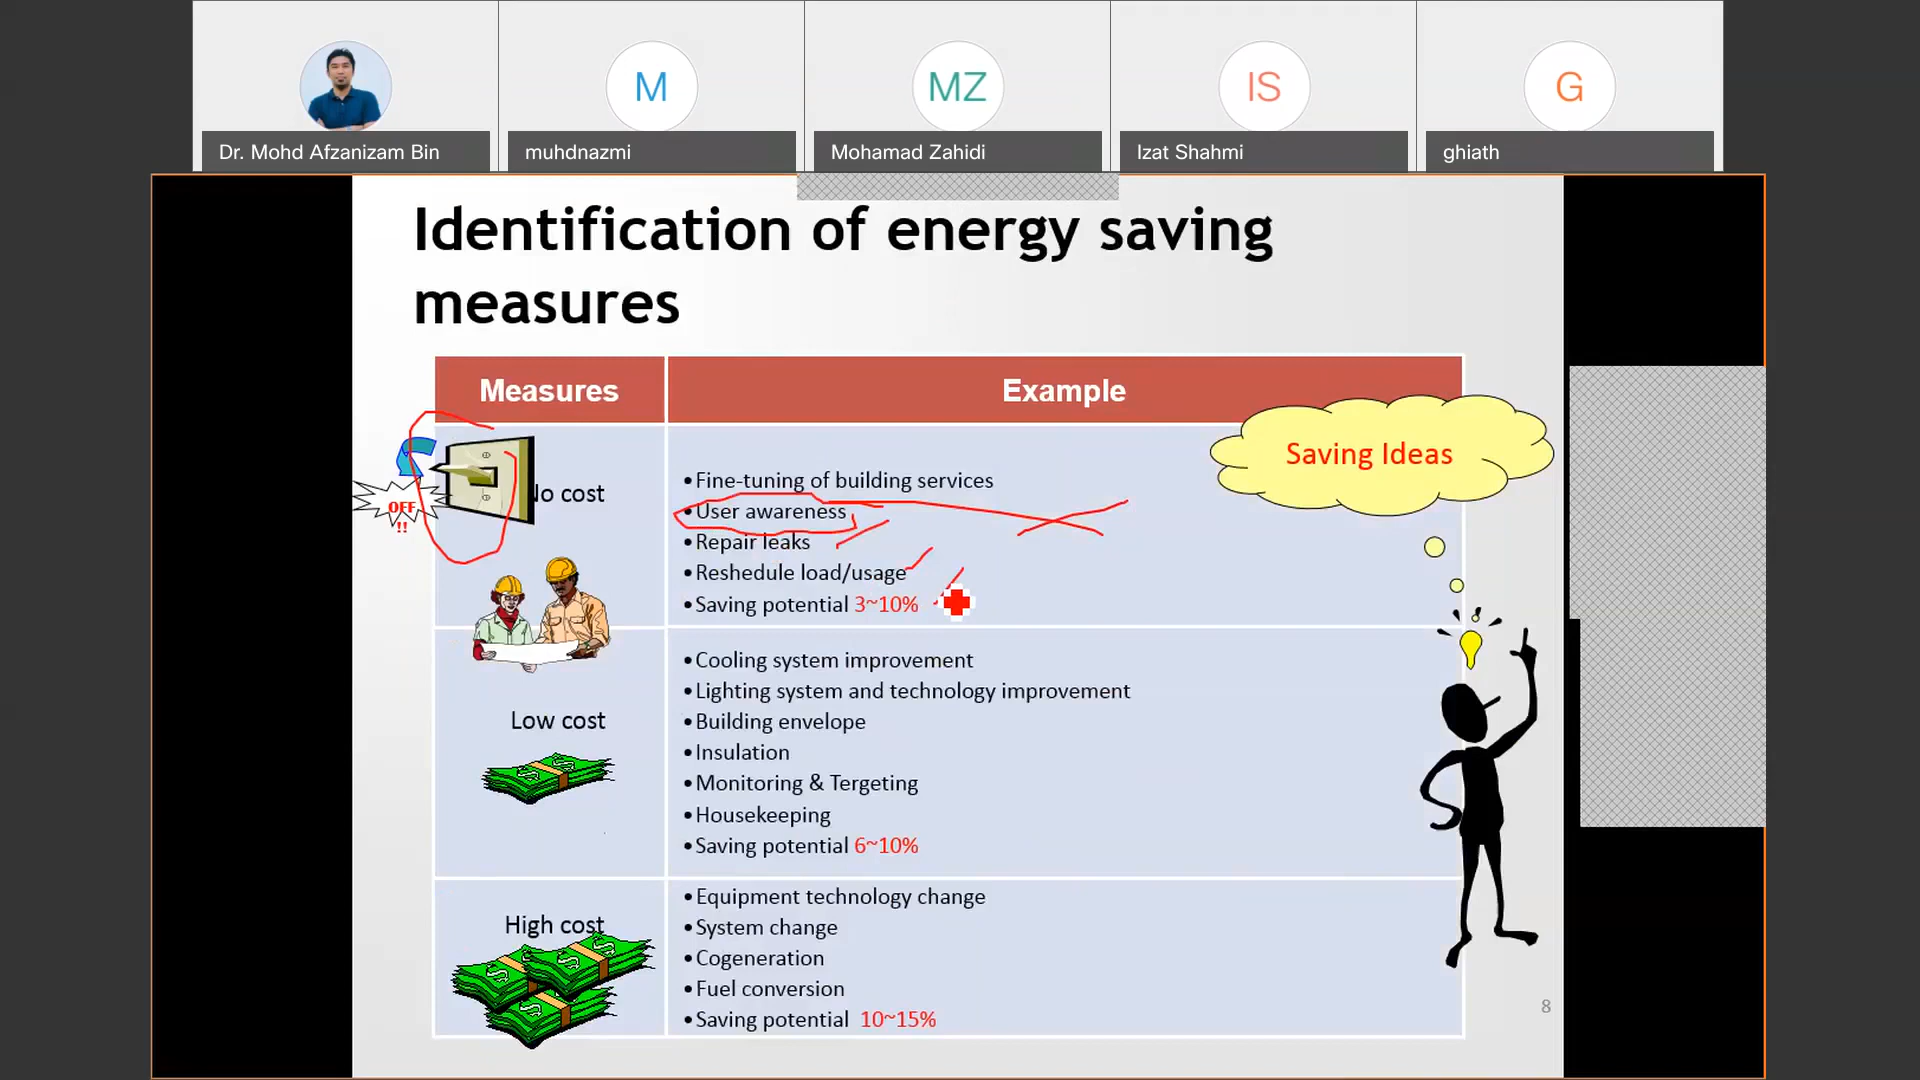 M
MZ
IS
G
Dr. Mohd Afzanizam Bin
muhdnazmi
Mohamad Zahidi
Izat Shahmi
ghiath
Identification of energy saving
measures
Measures
Example
Saving Ideas
OFF
!!
No cost
•Fine-tuning of building services
•User awareness
•Repair leaks
•Reshedule load/usage
•Saving potential 3~10%
Low cost
•Cooling system improvement
•Lighting system and technology improvement
•Building envelope
•Insulation
•Monitoring & Tergeting
•Housekeeping
•Saving potential 6~10%
High cost
•Equipment technology change
•System change
•Cogeneration
•Fuel conversion
•Saving potential 10~15%
8